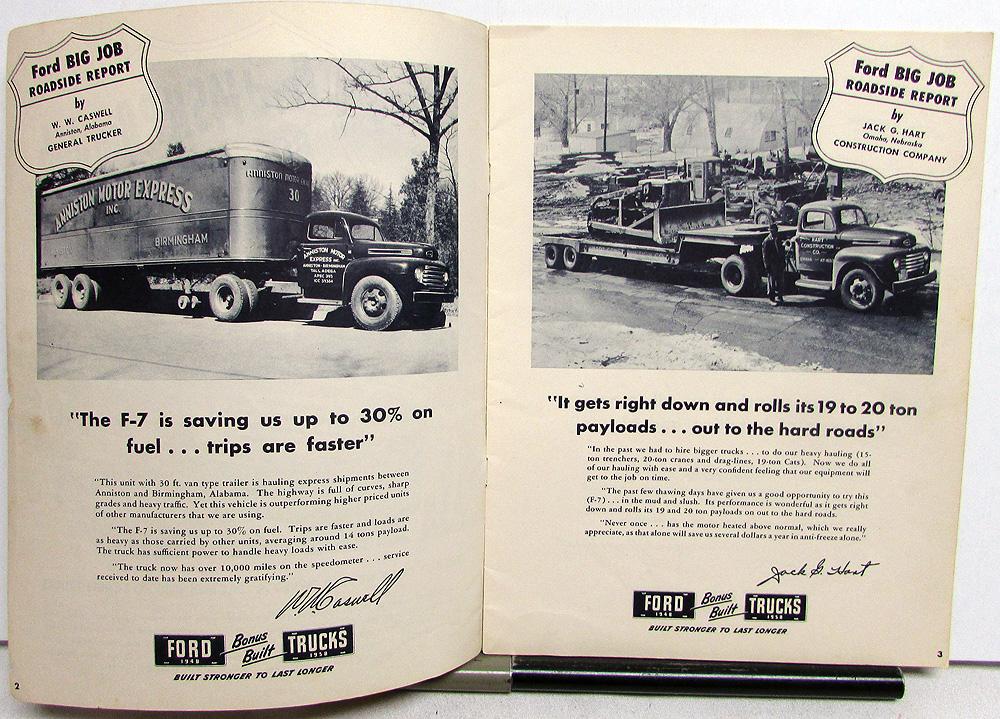 Ford BIG JOB
ROADSIDE REPORT
by
W. W. CASWELL
Anniston, Alabama
GENERAL TRUCKER
ANNISTON MOTOR EXPRESS
INC.
BIRMINGHAM
ANNISTON MOTOR
30
ANNISTON MOTOR
EXPRESS INC.
ANNISTON-BIRMINGHAM
TALLADEGA
"The F-7 is saving us up to 30% on
fuel . . . trips are faster"
"This unit with 30 ft. van type trailer is hauling express shipments between
Anniston and Birmingham, Alabama. The highway is full of curves, sharp
grades and heavy traffic. Yet this vehicle is outperforming higher priced units
of other manufacturers that we are using.
"The F-7 is saving us up to 30% on fuel. Trips are faster and loads are
as heavy as those carried by other units, averaging around 14 tons payload.
The truck has sufficient power to handle heavy loads with ease.
"The truck now has over 10,000 miles on the speedometer . . . service
received to date has been extremely gratifying."
WWCaswell
FORD
1948
Bonus
Built
TRUCKS
1950
BUILT STRONGER TO LAST LONGER
2
Ford BIG JOB
ROADSIDE REPORT
by
JACK G. HART
Omaha, Nebraska
CONSTRUCTION COMPANY
HART
CONSTRUCTION
CO.
"It gets right down and rolls its 19 to 20 ton
payloads . . . out to the hard roads"
"In the past we had to hire bigger trucks . . . to do our heavy hauling (15-
ton trenchers, 20-ton cranes and drag-lines, 19-ton Cats). Now we do all
of our hauling with ease and a very confident feeling that our equipment will
get to the job on time.
"The past few thawing days have given us a good opportunity to try this
(F-7) . . . in the mud and slush. Its performance is wonderful as it gets right
down and rolls its 19 and 20 ton payloads on out to the hard roads.
"Never once . . . has the motor heated above normal, which we really
appreciate, as that alone will save us several dollars a year in anti-freeze alone."
Jack G. Hart
FORD
1948
Bonus
Built
TRUCKS
1950
BUILT STRONGER TO LAST LONGER
3